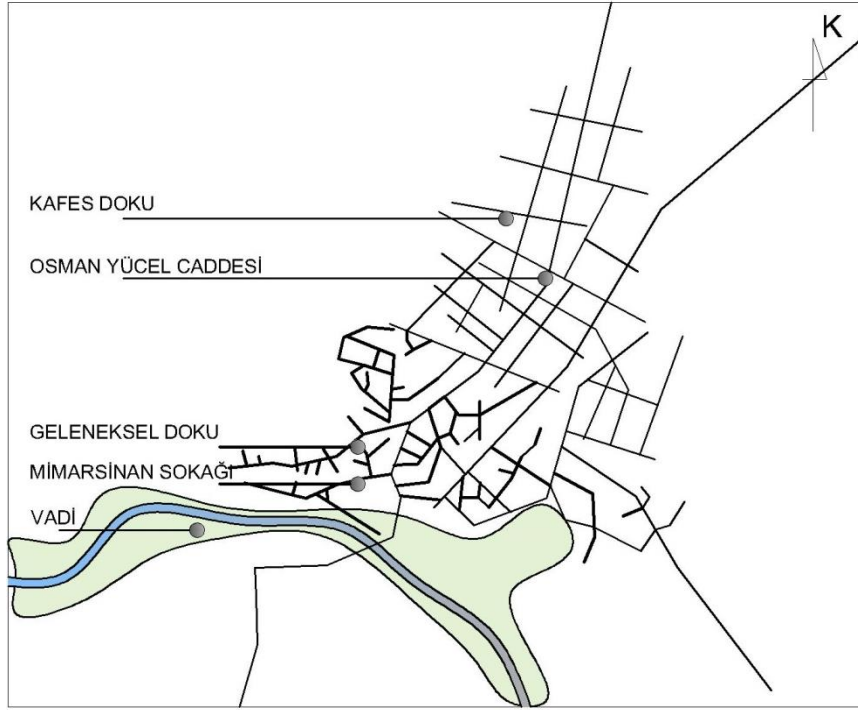 K
KAFES DOKU
OSMAN YÜCEL CADDESİ
GELENEKSEL DOKU
MİMARSİNAN SOKAĞI
VADİ